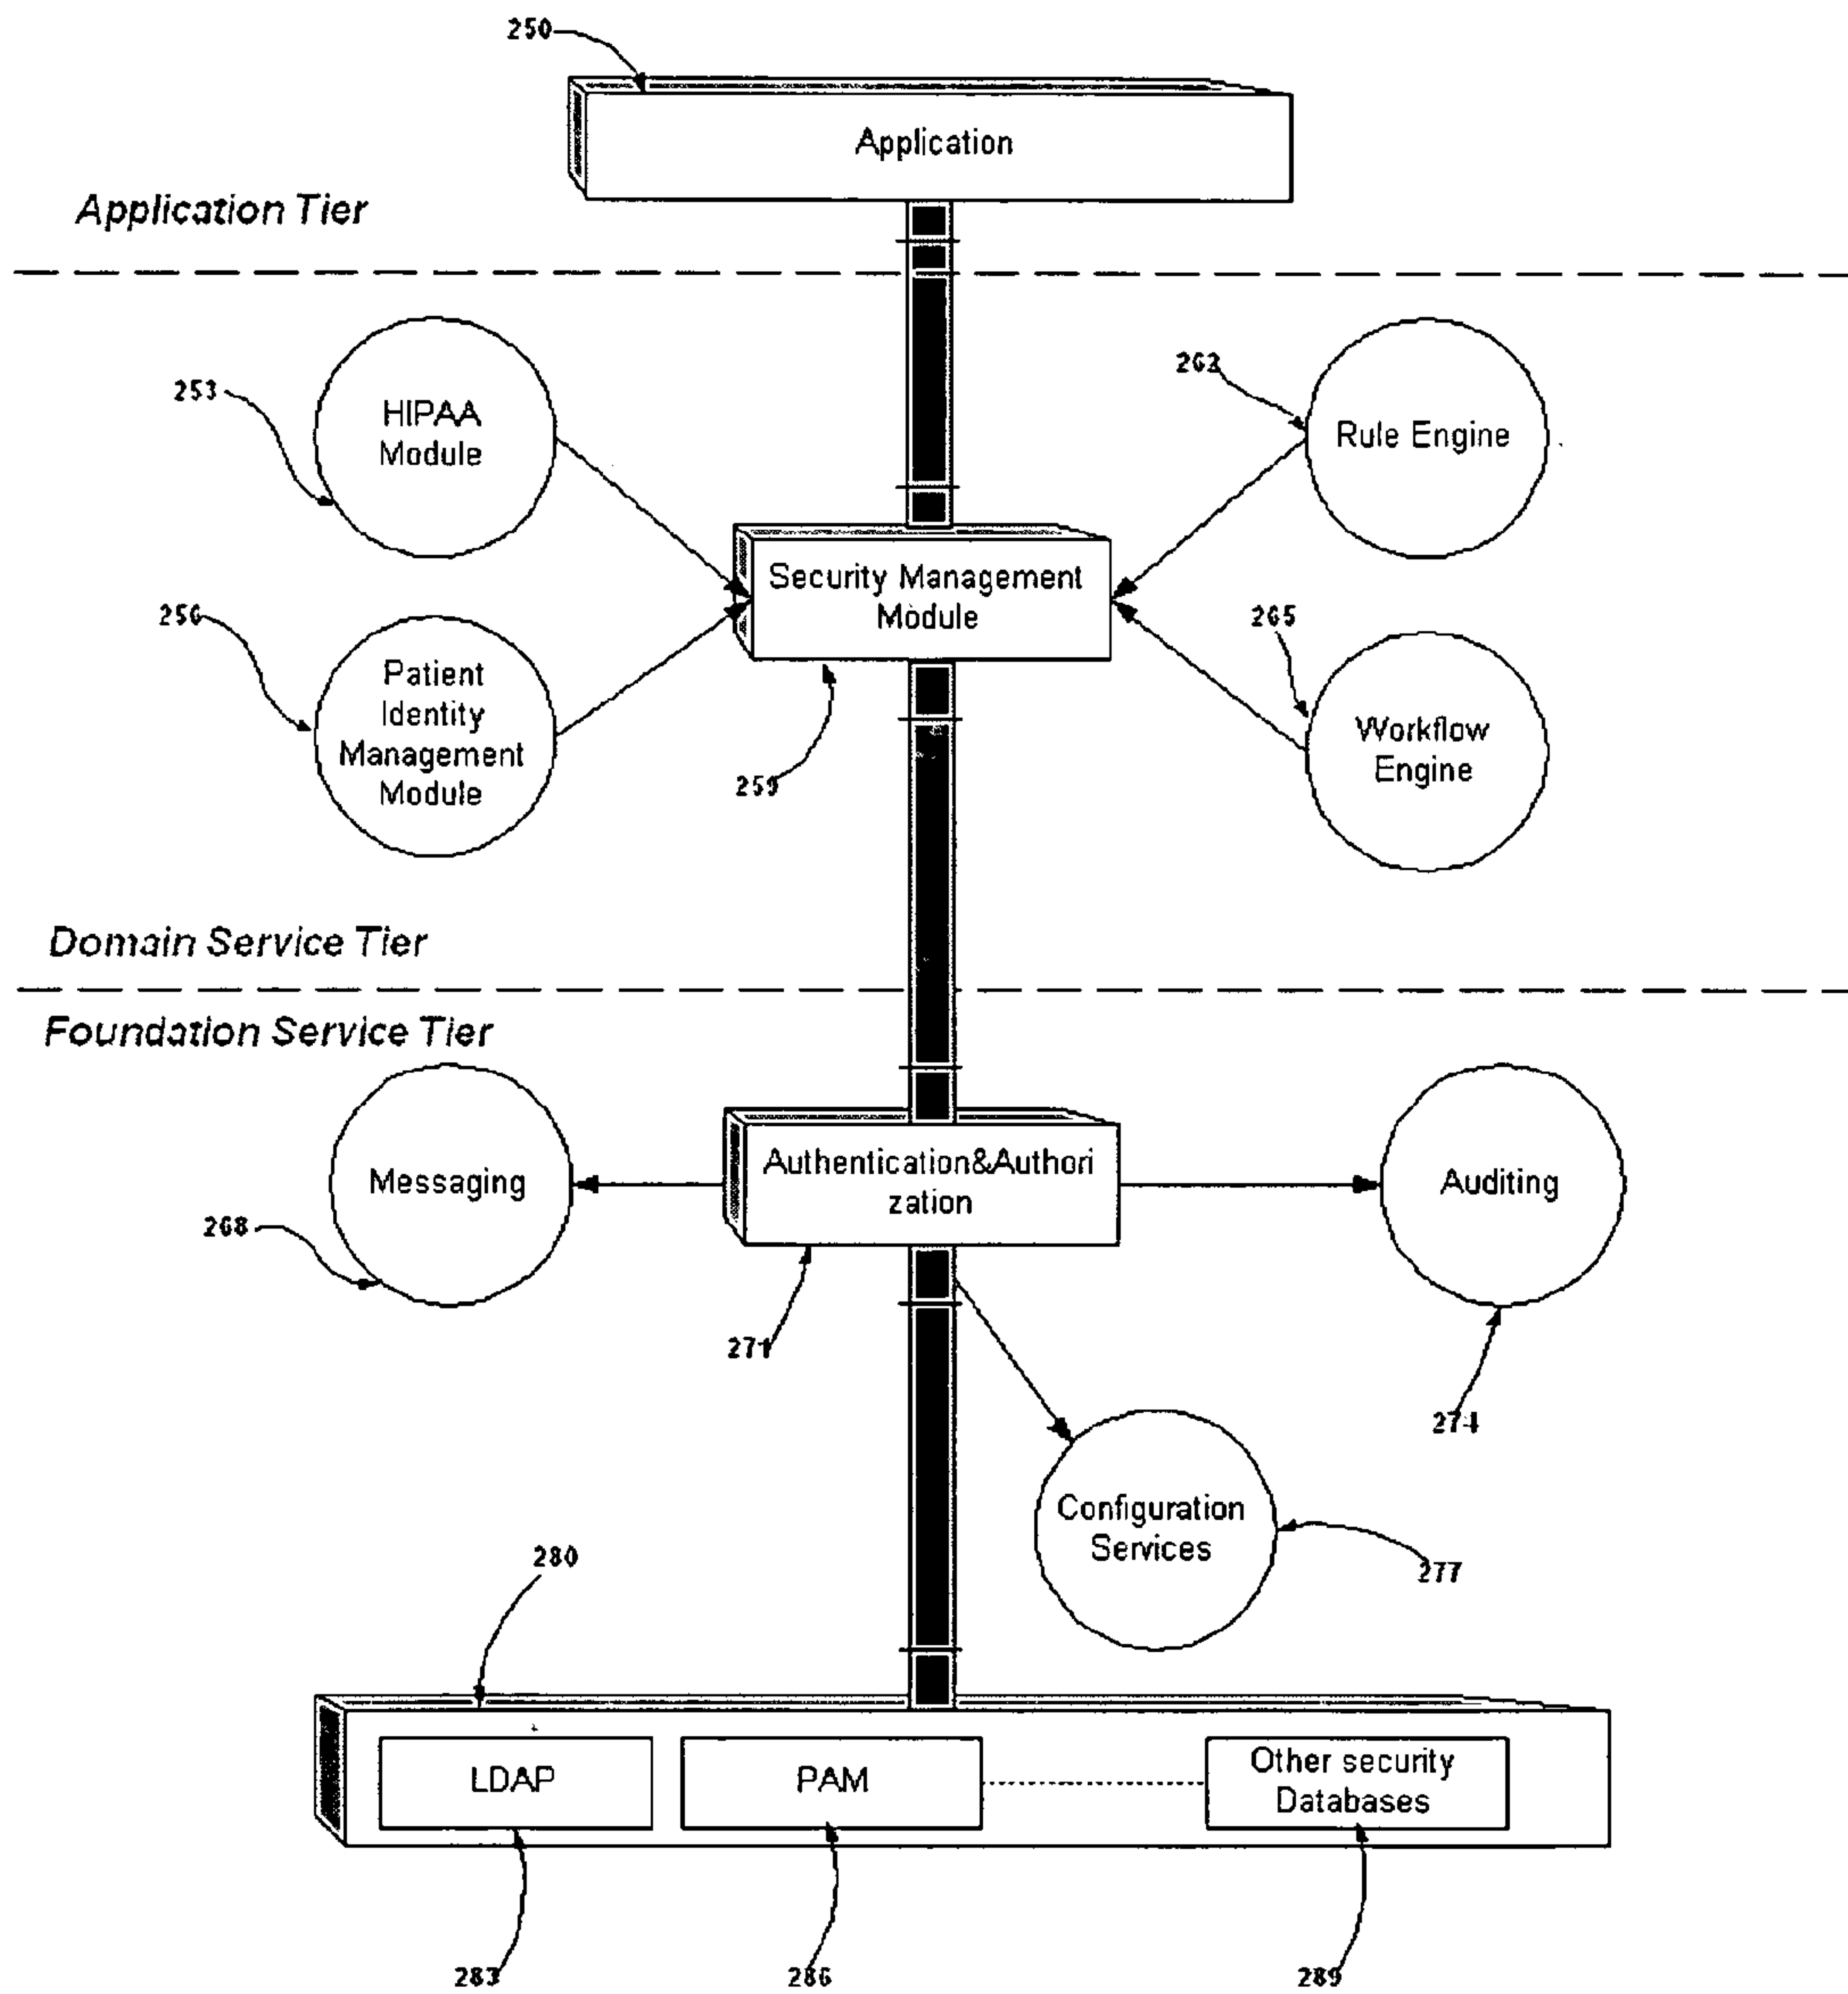 250
Application
Application Tier
253
HIPAA
Module
262
Rule Engine
Security Management
Module
256
Patient
Identity
Management
Module
259
265
Workflow
Engine
Domain Service Tier
Foundation Service Tier
Messaging
268
Authentication&Authori
zation
271
Auditing
274
Configuration
Services
277
280
LDAP
PAM
Other security
Databases
283
286
289